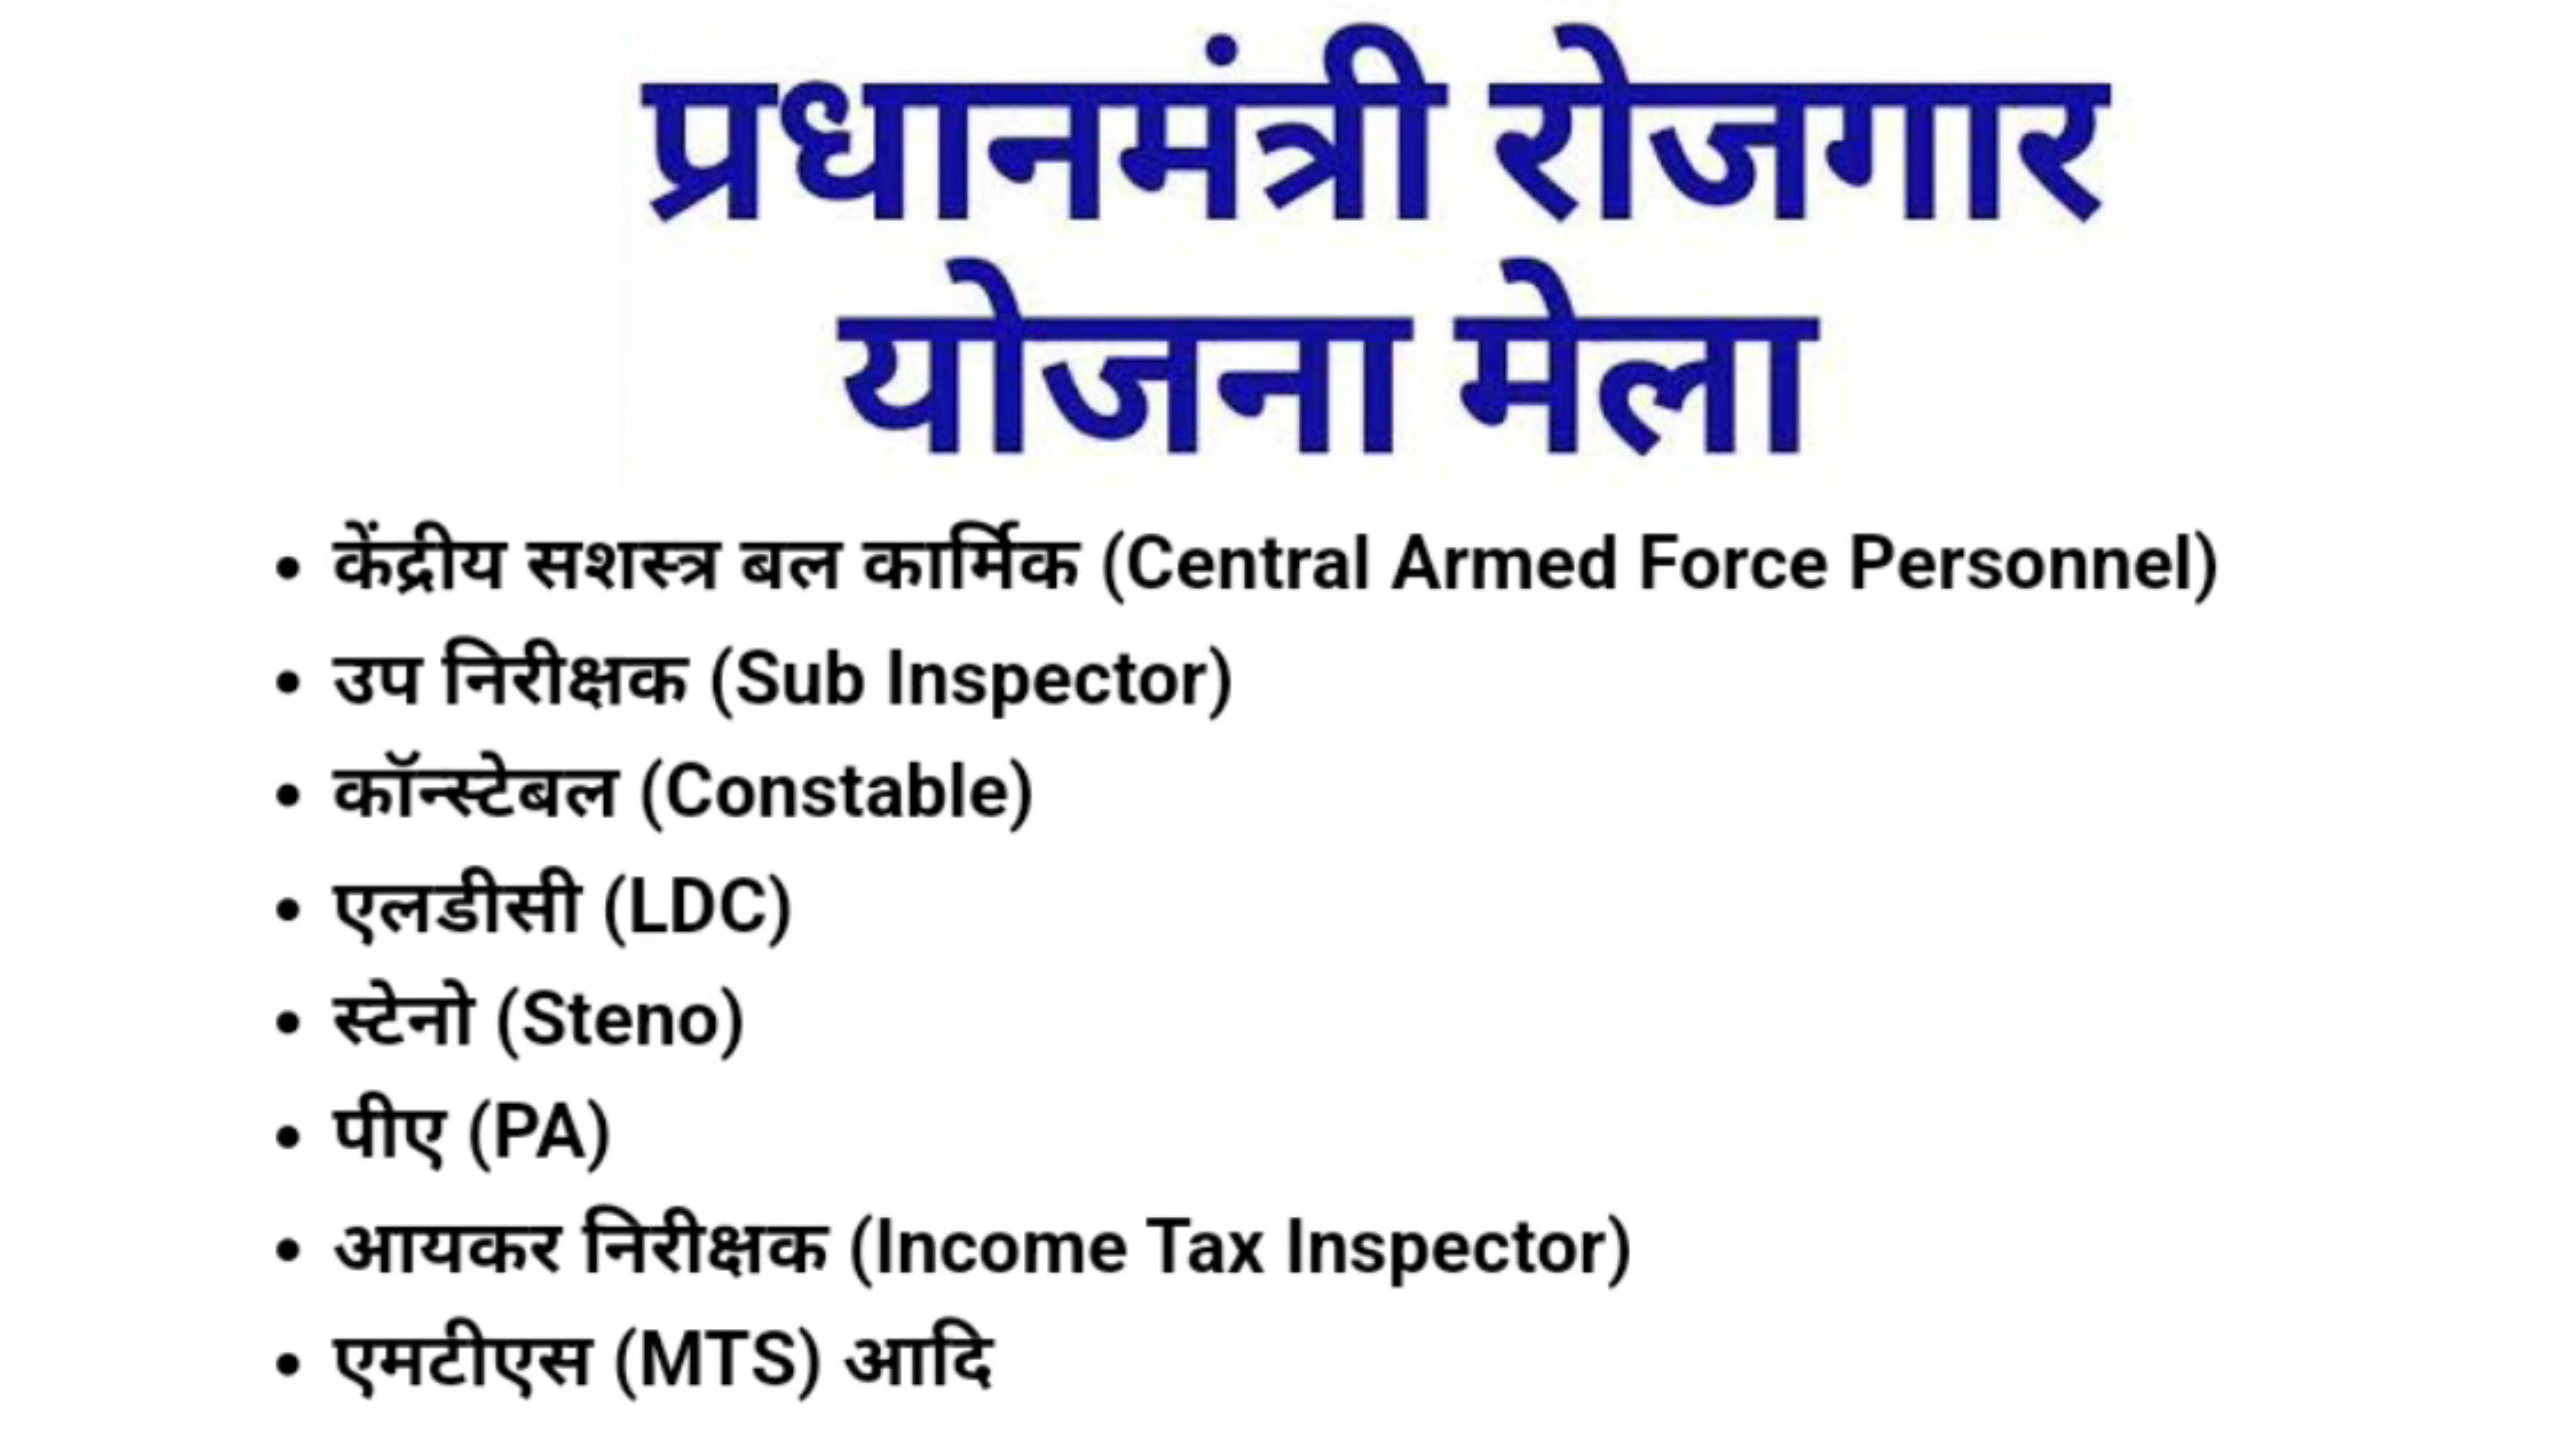 प्रधानमंत्री रोजगार
योजना मेला
• केंद्रीय सशस्त्र बल कार्मिक (Central Armed Force Personnel)
• उप निरीक्षक (Sub Inspector)
• कॉन्स्टेबल (Constable)
• एलडीसी (LDC)
• स्टेनो (Steno)
• पीए (PA)
• आयकर निरीक्षक (Income Tax Inspector)
• एमटीएस (MTS) आदि